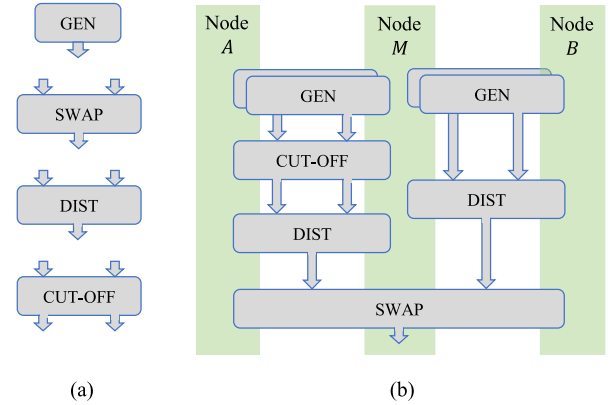 GEN
SWAP
DIST
CUT-OFF
(a)
Node
A
Node
M
Node
B
GEN
GEN
CUT-OFF
DIST
DIST
SWAP
(b)